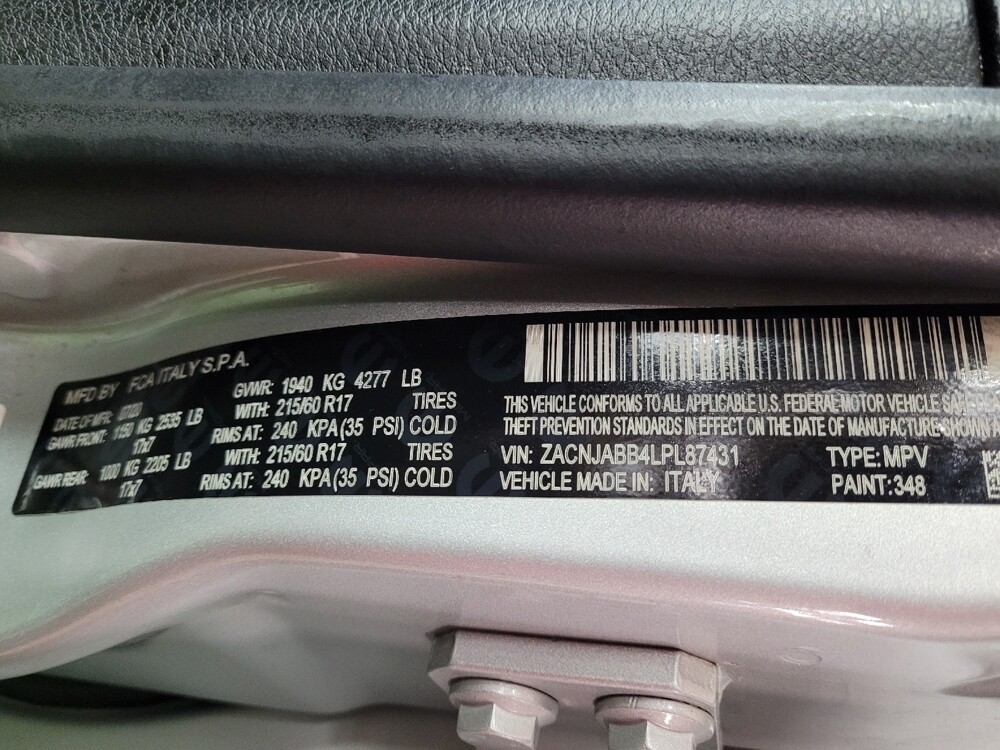 MFD BY FCA ITALY S.P.A.
DATE OF MFR: 07/20 GVWR: 1940 KG 4277 LB
GAWR FRONT: 1150 KG 2535 LB WITH: 215/60 R17 TIRES
17x7 RIMS AT: 240 KPA(35 PSI) COLD
GAWR REAR: 1000 KG 2205 LB WITH: 215/60 R17 TIRES
17x7 RIMS AT: 240 KPA(35 PSI) COLD
THIS VEHICLE CONFORMS TO ALL APPLICABLE U.S. FEDERAL MOTOR VEHICLE
THEFT PREVENTION STANDARDS IN EFFECT ON THE DATE OF MANUFACTURE SHOWN
VIN: ZACNJABB4LPL87431 TYPE: MPV
VEHICLE MADE IN: ITALY PAINT: 348